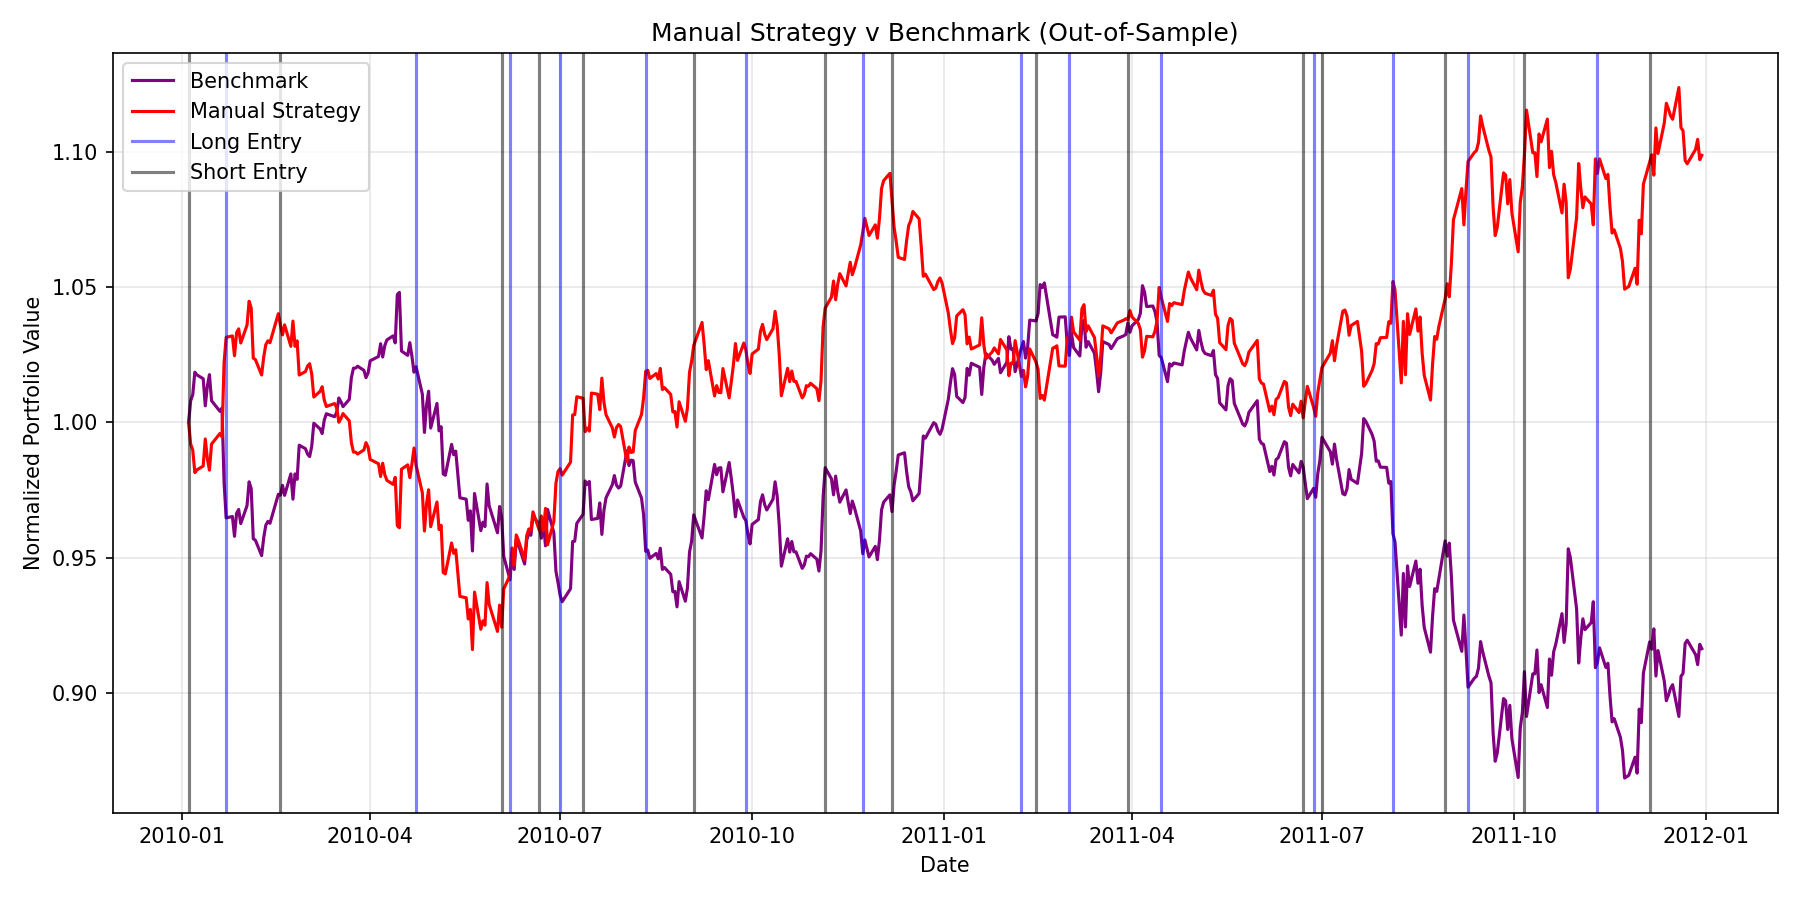 Manual Strategy v Benchmark (Out-of-Sample)
Benchmark
Manual Strategy
Long Entry
Short Entry
Normalized Portfolio Value
1.10
1.05
1.00
0.95
0.90
2010-01
2010-04
2010-07
2010-10
2011-01
2011-04
2011-07
2011-10
2012-01
Date